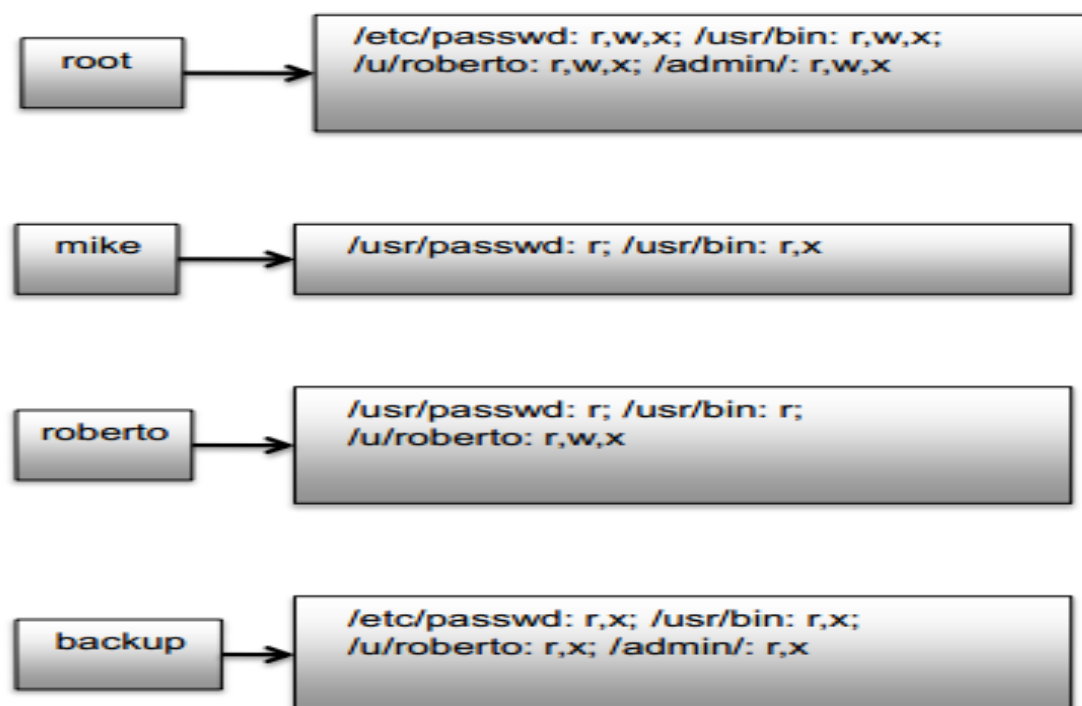 root
/etc/passwd: r,w,x; /usr/bin: r,w,x;
/u/roberto: r,w,x; /admin/: r,w,x
mike
/usr/passwd: r; /usr/bin: r,x
roberto
/usr/passwd: r; /usr/bin: r;
/u/roberto: r,w,x
backup
/etc/passwd: r,x; /usr/bin: r,x;
/u/roberto: r,x; /admin/: r,x